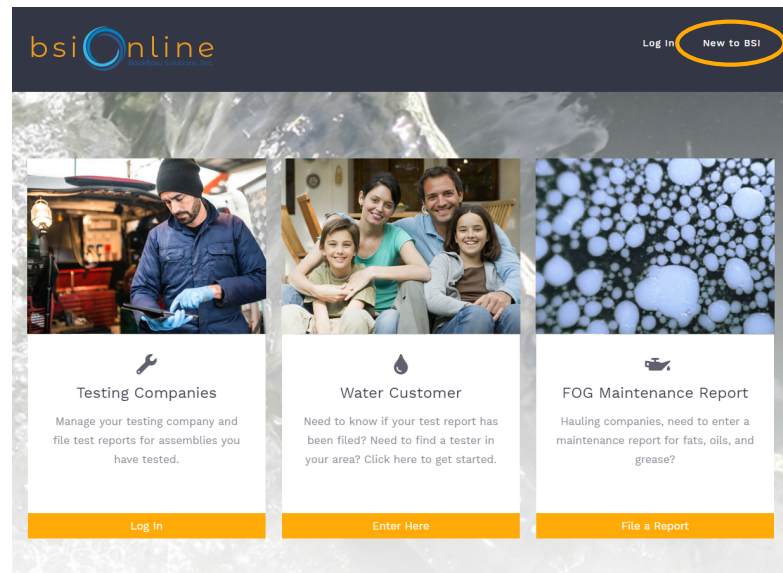 bsiOnline
Backflow Solutions, Inc.
Log In
New to BSI
Testing Companies
Manage your testing company and
file test reports for assemblies you
have tested.
Log In
Water Customer
Need to know if your test report has
been filed? Need to find a tester in
your area? Click here to get started.
Enter Here
FOG Maintenance Report
Hauling companies, need to enter a
maintenance report for fats, oils, and
grease?
File a Report